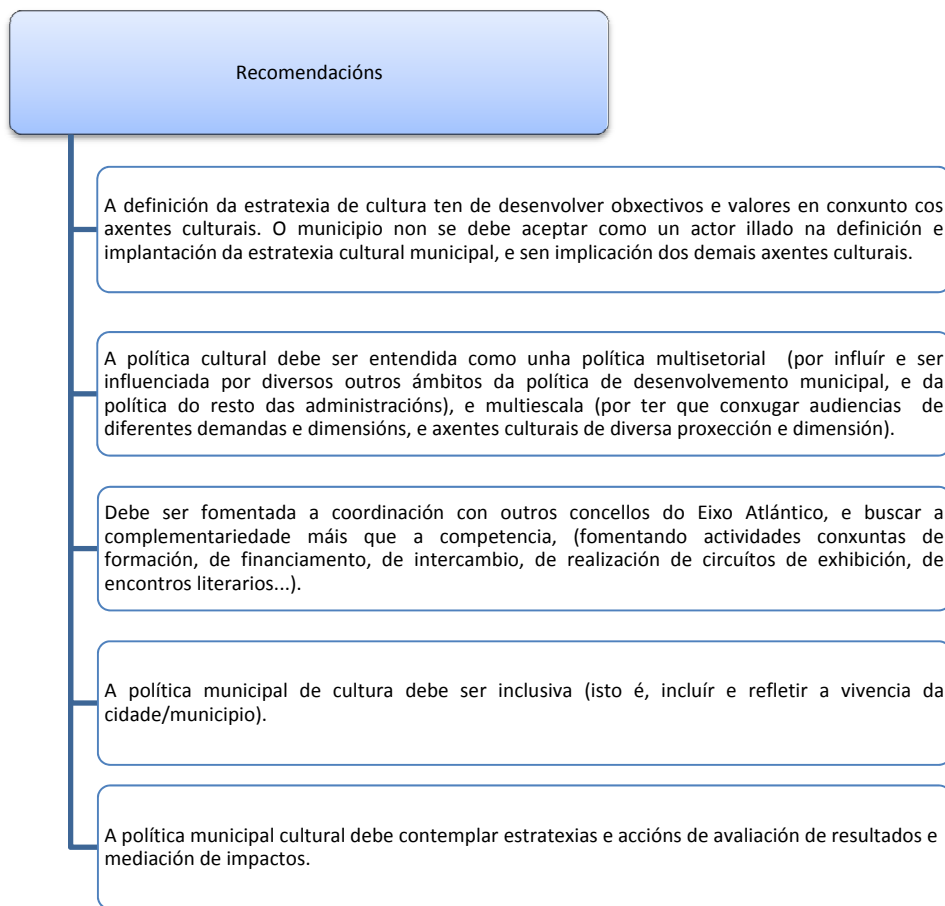 Recomendacións
A definición da estratexia de cultura ten de desenvolver obxectivos e valores en conxunto cos
axentes culturais. O municipio non se debe aceptar como un actor illado na definición e
implantación da estratexia cultural municipal, e sen implicación dos demais axentes culturais.
A política cultural debe ser entendida como unha política multisetorial (por influír e ser
influenciada por diversos outros ámbitos da política de desenvolvemento municipal, e da
política do resto das administracións), e multiescala (por ter que conxugar audiencias de
diferentes demandas e dimensións, e axentes culturais de diversa proxección e dimensión).
Debe ser fomentada a coordinación con outros concellos do Eixo Atlántico, e buscar a
complementariedade máis que a competencia, (fomentando actividades conxuntas de
formación, de financiamento, de intercambio, de realización de circuítos de exhibición, de
encontros literarios...).
A política municipal de cultura debe ser inclusiva (isto é, incluír e refletir a vivencia da
cidade/municipio).
A política municipal cultural debe contemplar estratexias e accións de avaliación de resultados e
mediación de impactos.